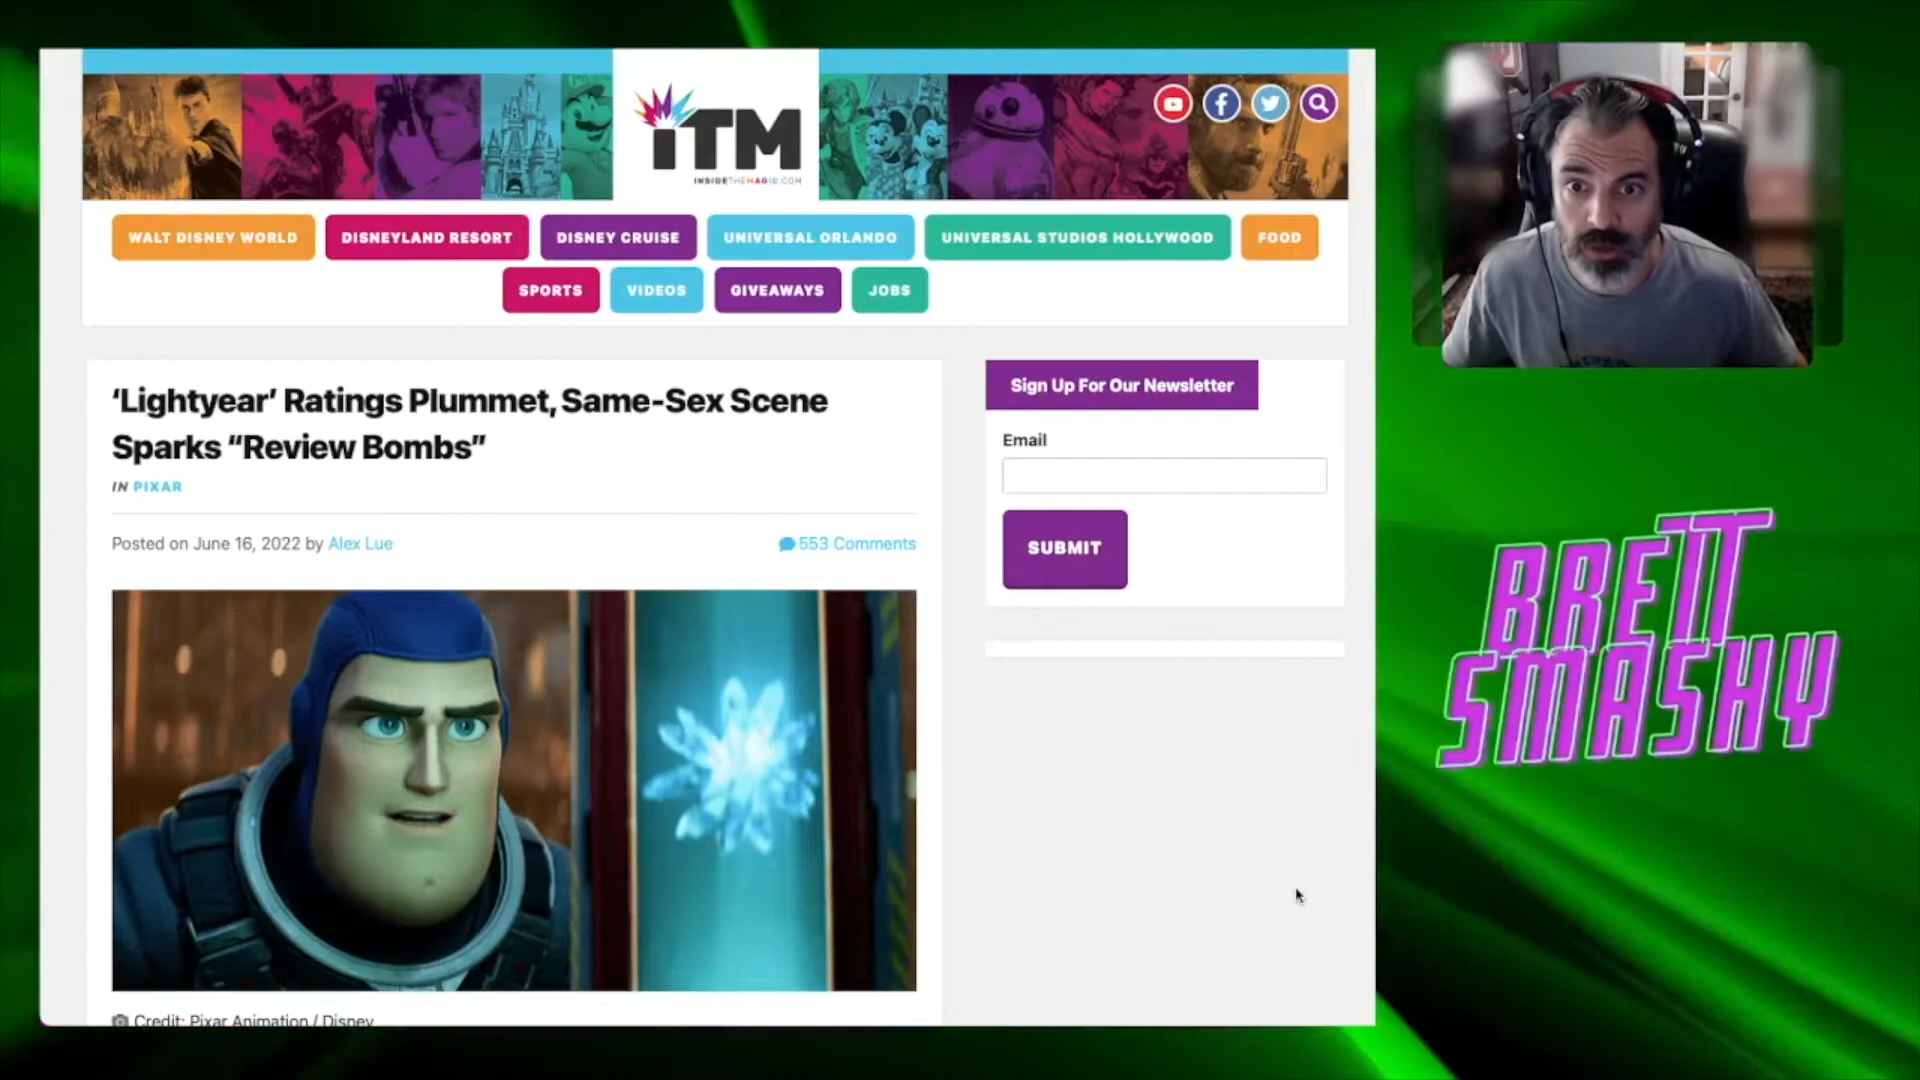 iTM
INSIDETHEMAGIC.COM
WALT DISNEY WORLD
DISNEYLAND RESORT
DISNEY CRUISE
UNIVERSAL ORLANDO
UNIVERSAL STUDIOS HOLLYWOOD
FOOD
SPORTS
VIDEOS
GIVEAWAYS
JOBS
‘Lightyear’ Ratings Plummet, Same-Sex Scene
Sparks “Review Bombs”
IN PIXAR
Posted on June 16, 2022 by Alex Lue
553 Comments
Credit: Pixar Animation / Disney
Sign Up For Our Newsletter
Email
SUBMIT
BRETT
SMASHY